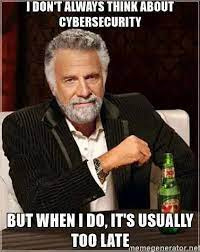 I DON'T ALWAYS THINK ABOUT
CYBERSECURITY
BUT WHEN I DO, IT'S USUALLY
TOO LATE
memegenerator.net